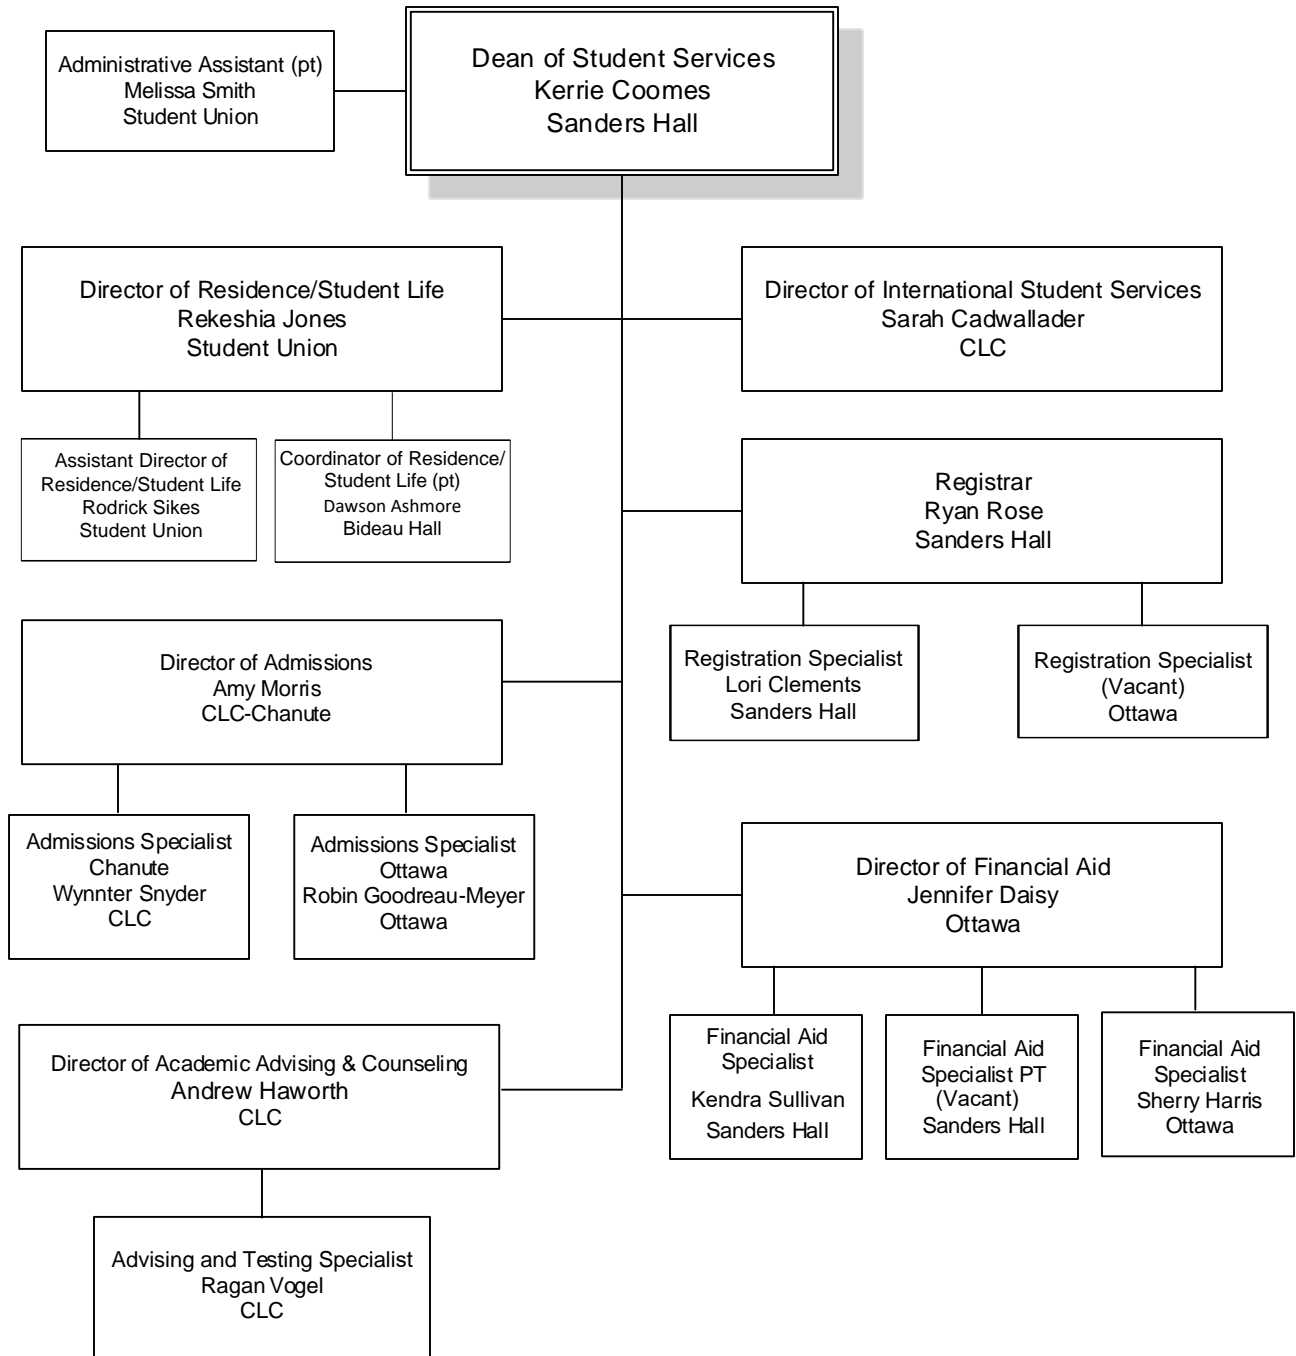 Administrative Assistant (pt)
Melissa Smith
Student Union
Dean of Student Services
Kerrie Coomes
Sanders Hall
Director of Residence/Student Life
Rekeshia Jones
Student Union
Director of International Student Services
Sarah Cadwallader
CLC
Assistant Director of
Residence/Student Life
Rodrick Sikes
Student Union
Coordinator of Residence/
Student Life (pt)
Dawson Ashmore
Bideau Hall
Registrar
Ryan Rose
Sanders Hall
Registration Specialist
Lori Clements
Sanders Hall
Registration Specialist
(Vacant)
Ottawa
Director of Admissions
Amy Morris
CLC-Chanute
Admissions Specialist
Chanute
Wynnter Snyder
CLC
Admissions Specialist
Ottawa
Robin Goodreau-Meyer
Ottawa
Director of Financial Aid
Jennifer Daisy
Ottawa
Financial Aid
Specialist
Kendra Sullivan
Sanders Hall
Financial Aid
Specialist PT
(Vacant)
Sanders Hall
Financial Aid
Specialist
Sherry Harris
Ottawa
Director of Academic Advising & Counseling
Andrew Haworth
CLC
Advising and Testing Specialist
Ragan Vogel
CLC